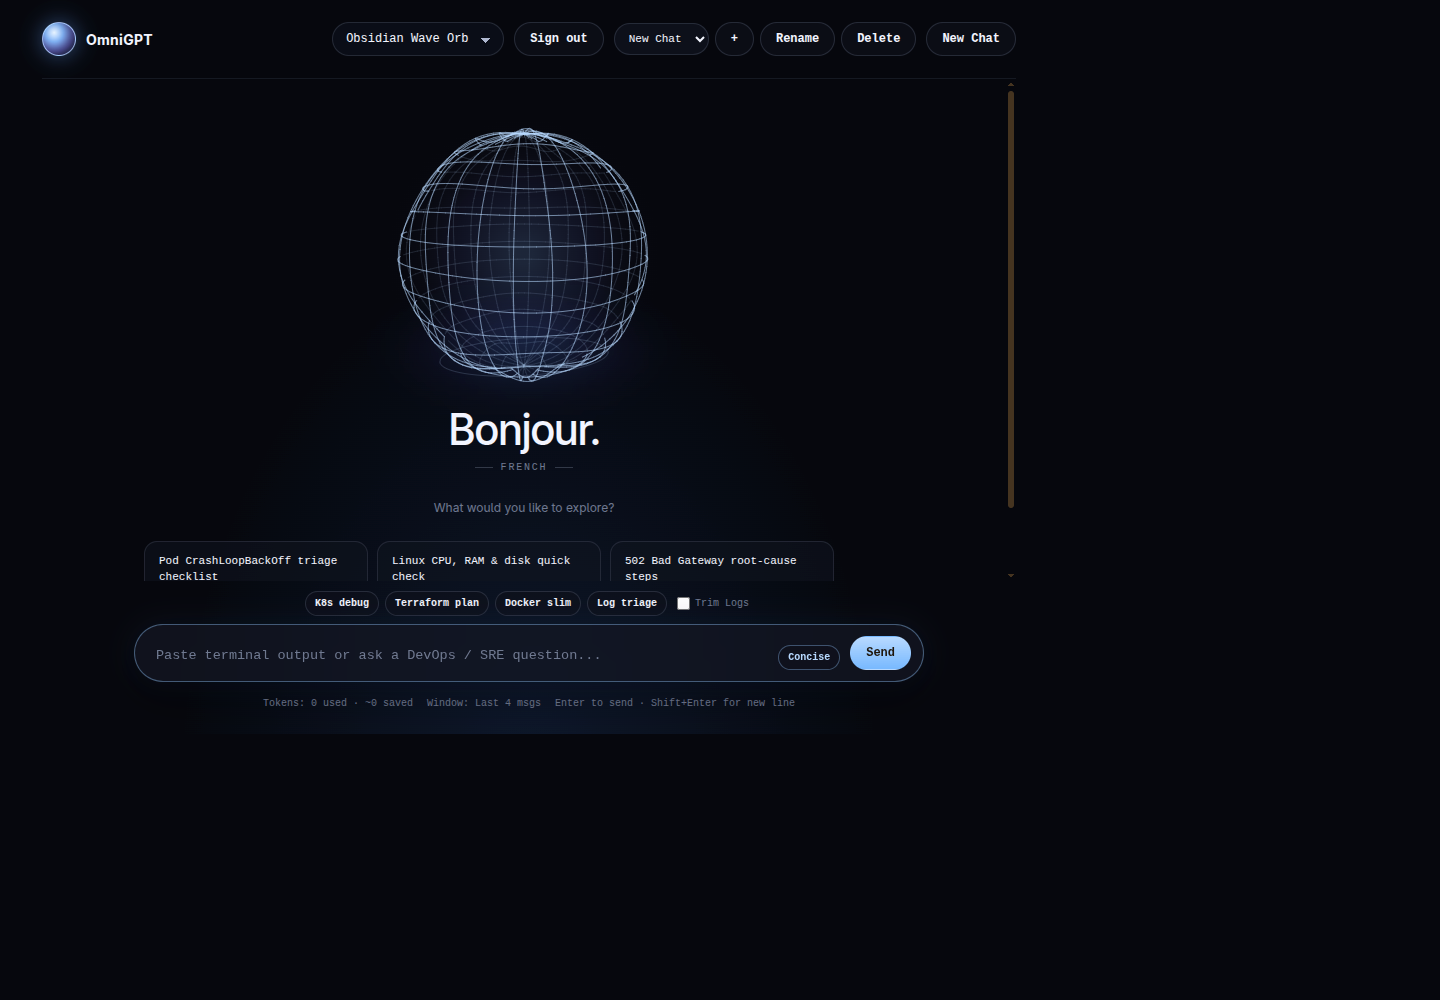 OmniGPT
Obsidian Wave Orb
Sign out
New Chat
+
Rename
Delete
New Chat
Bonjour.
FRENCH
What would you like to explore?
Pod CrashLoopBackOff triage
checklist
Linux CPU, RAM & disk quick
check
502 Bad Gateway root-cause
steps
K8s debug
Terraform plan
Docker slim
Log triage
Trim Logs
Paste terminal output or ask a DevOps / SRE question...
Concise
Send
Tokens: 0 used · ~0 saved
Window: Last 4 msgs
Enter to send · Shift+Enter for new line